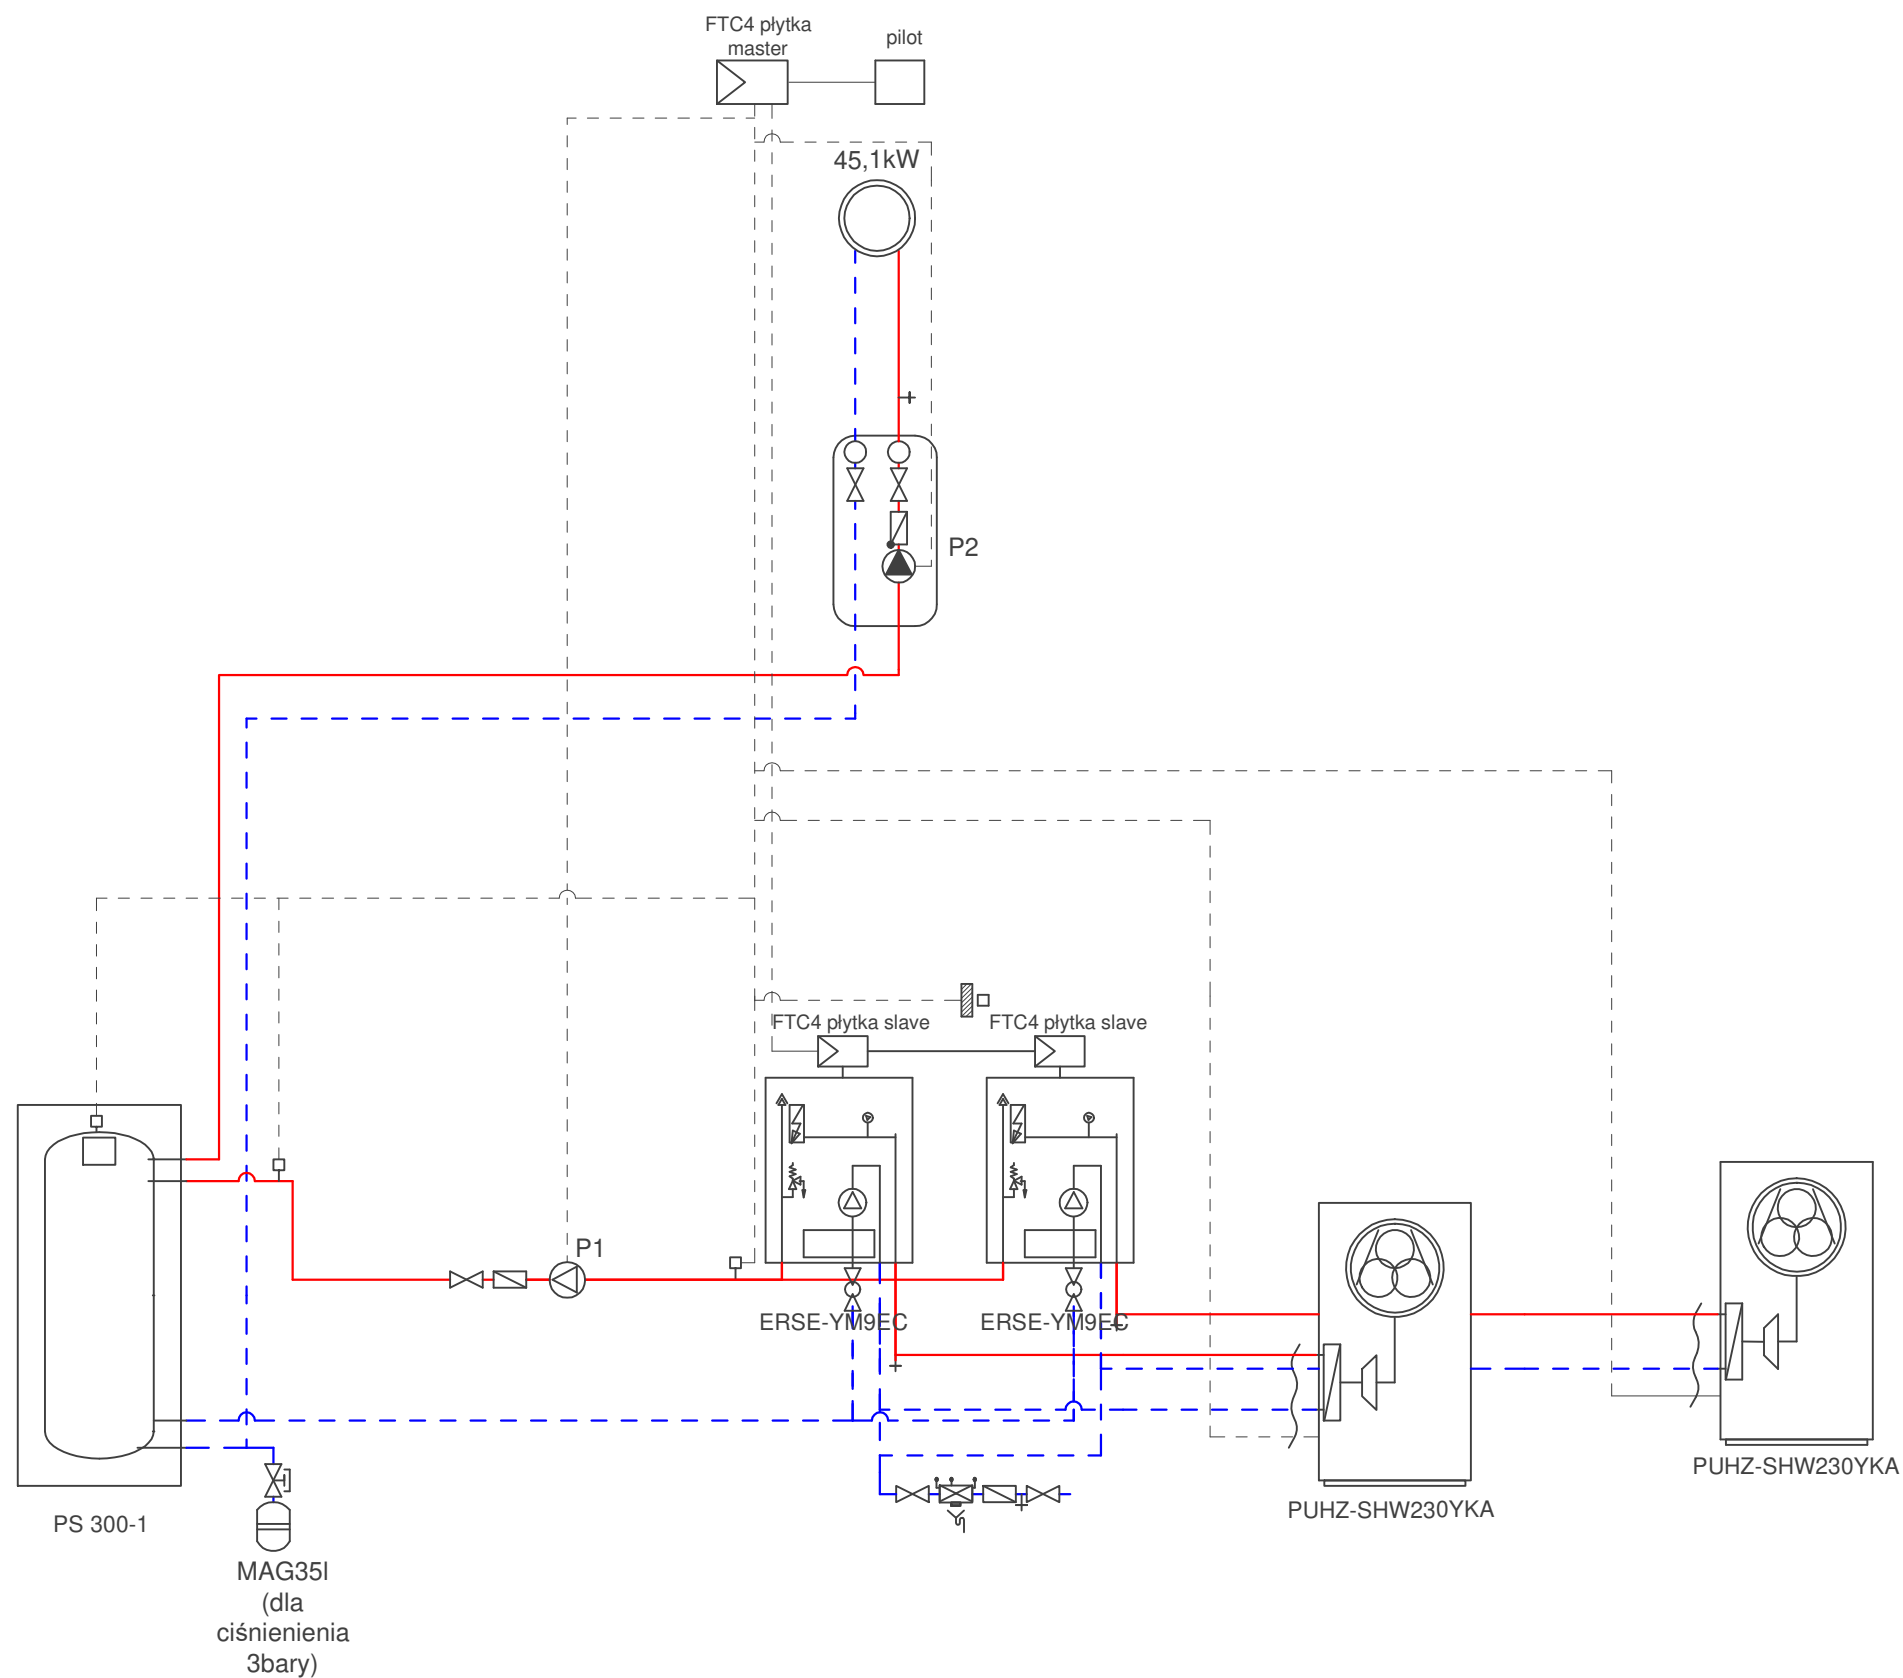 FTC4 płytka
master
pilot
45,1kW
P2
FTC4 płytka slave
FTC4 płytka slave
P1
ERSE-YM9EC
ERSE-YM9EC
PUHZ-SHW230YKA
PUHZ-SHW230YKA
PS 300-1
MAG35l
(dla
ciśnienienia
3bary)